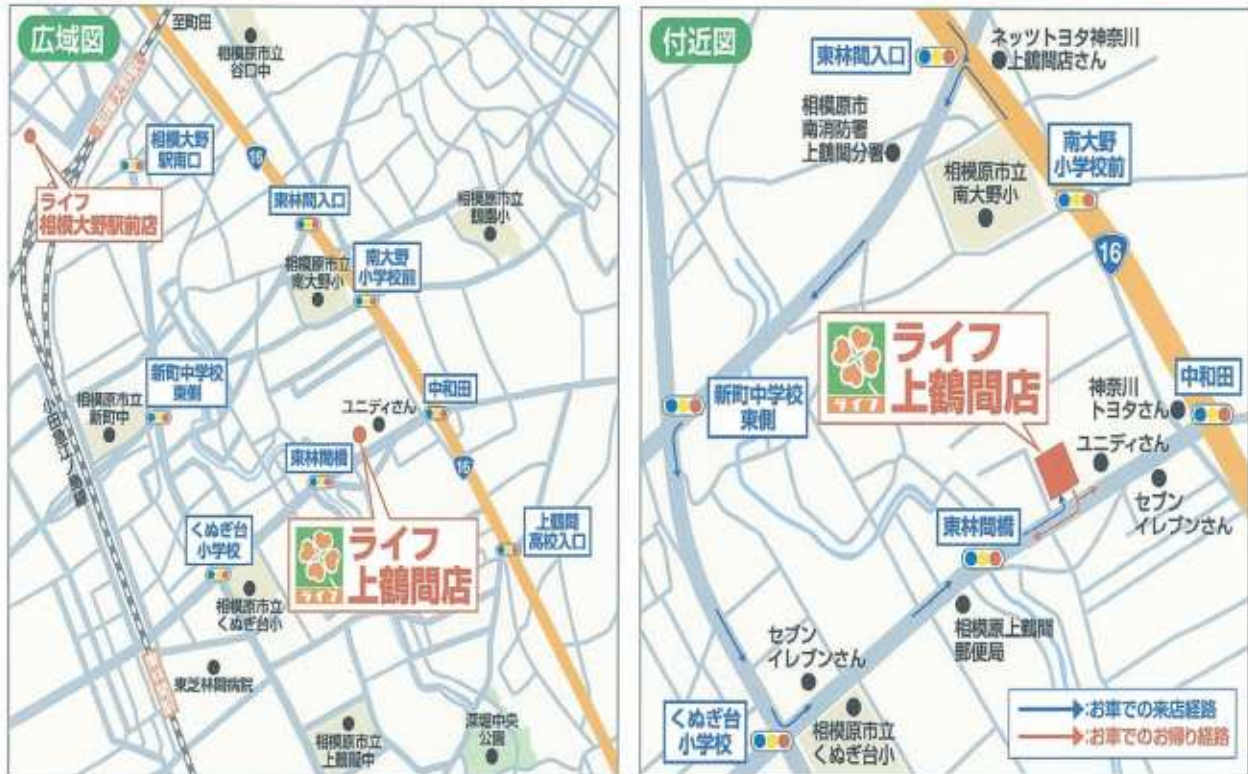 広域図
至町田
相模原市立
谷口中
16
相模大野
駅南口
ライフ
相模大野駅前店
東林間入口
相模原市立
鶴園小
相模原市立
南大野小
南大野
小学校前
新町中学校
東側
相模原市立
新町中
ユニディさん
中和田
東林間橋
16
くぬぎ台
小学校
ライフ
ライフ
上鶴間店
上鶴間
高校入口
相模原市立
くぬぎ台小
東芝林間病院
相模原市立
上鶴間中
深堀中央
公園
付近図
東林間入口
ネッツトヨタ神奈川
上鶴間店さん
相模原市
南消防署
上鶴間分署
相模原市立
南大野小
南大野
小学校前
16
ライフ
ライフ
上鶴間店
新町中学校
東側
神奈川
トヨタさん
中和田
ユニディさん
セブン
イレブンさん
東林間橋
相模原上鶴間
郵便局
セブン
イレブンさん
くぬぎ台
小学校
相模原市立
くぬぎ台小
:お車での来店経路
:お車でのお帰り経路